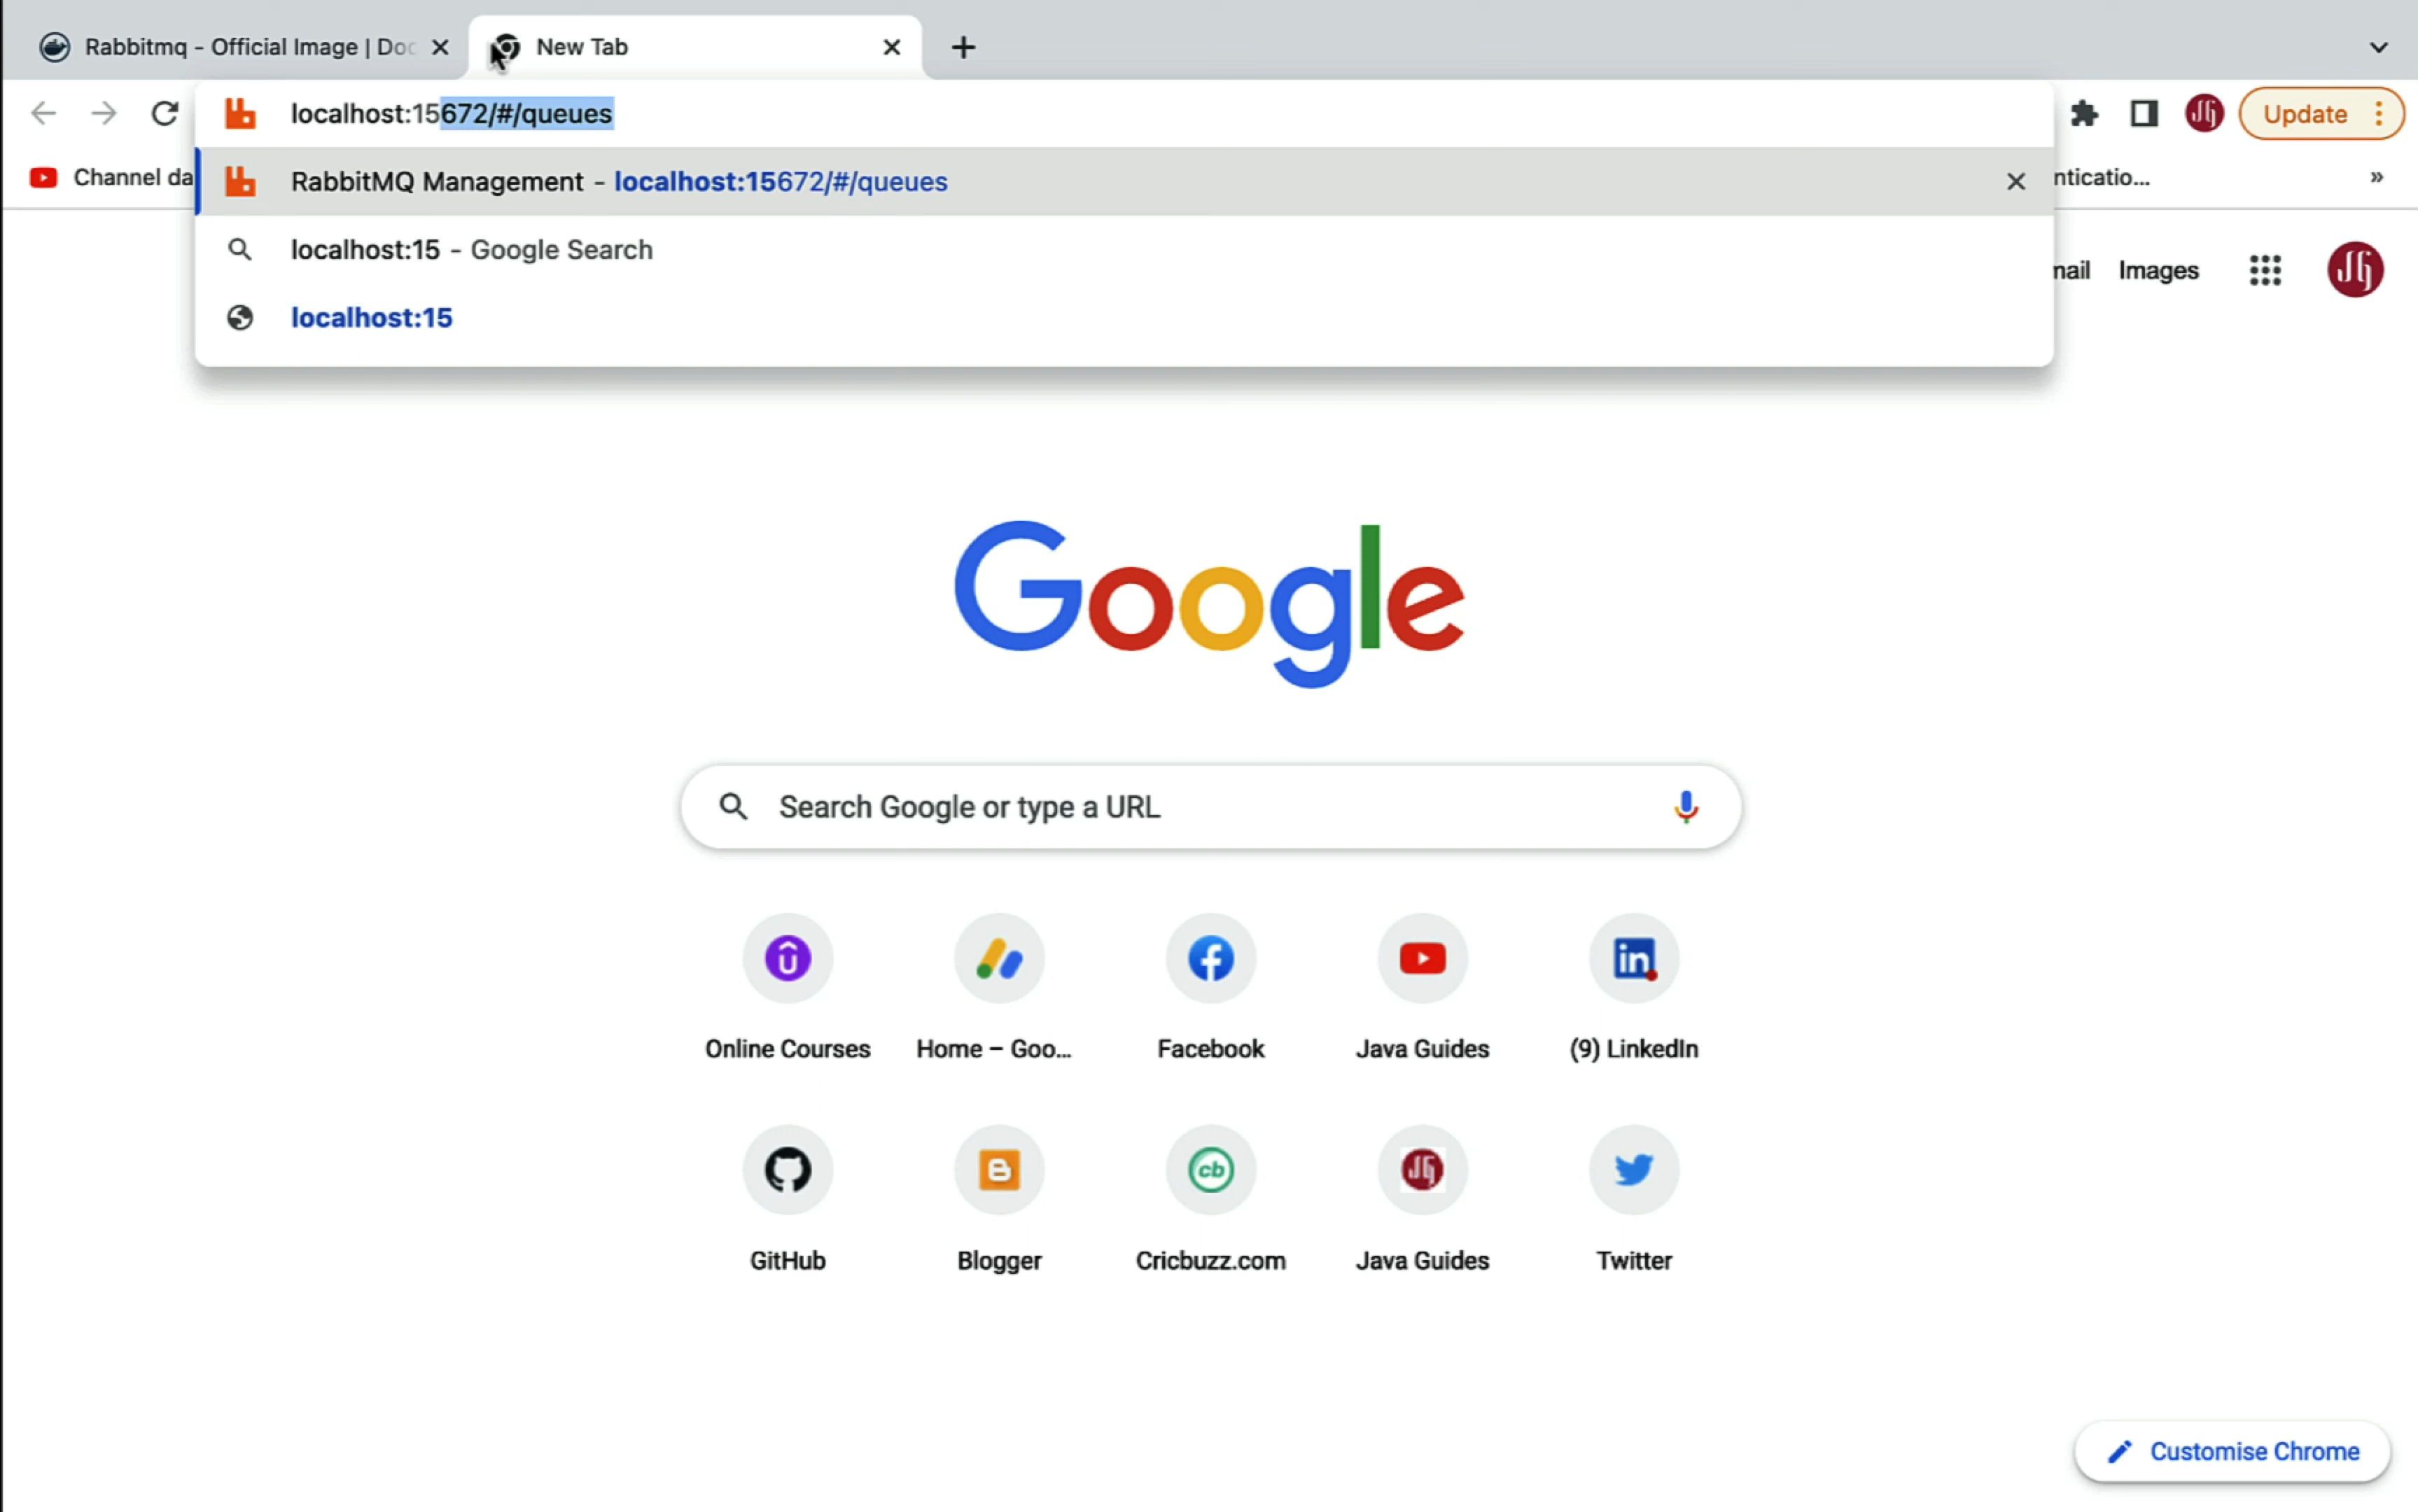 Rabbitmq - Official Image | Doc
New Tab
localhost:15672/#/queues
Update
Channel da
RabbitMQ Management - localhost:15672/#/queues
nticatio...
»
localhost:15 - Google Search
localhost:15
mail
Images
Google
Search Google or type a URL
Online Courses
Home – Goo...
Facebook
Java Guides
(9) LinkedIn
GitHub
Blogger
Cricbuzz.com
Java Guides
Twitter
Customise Chrome